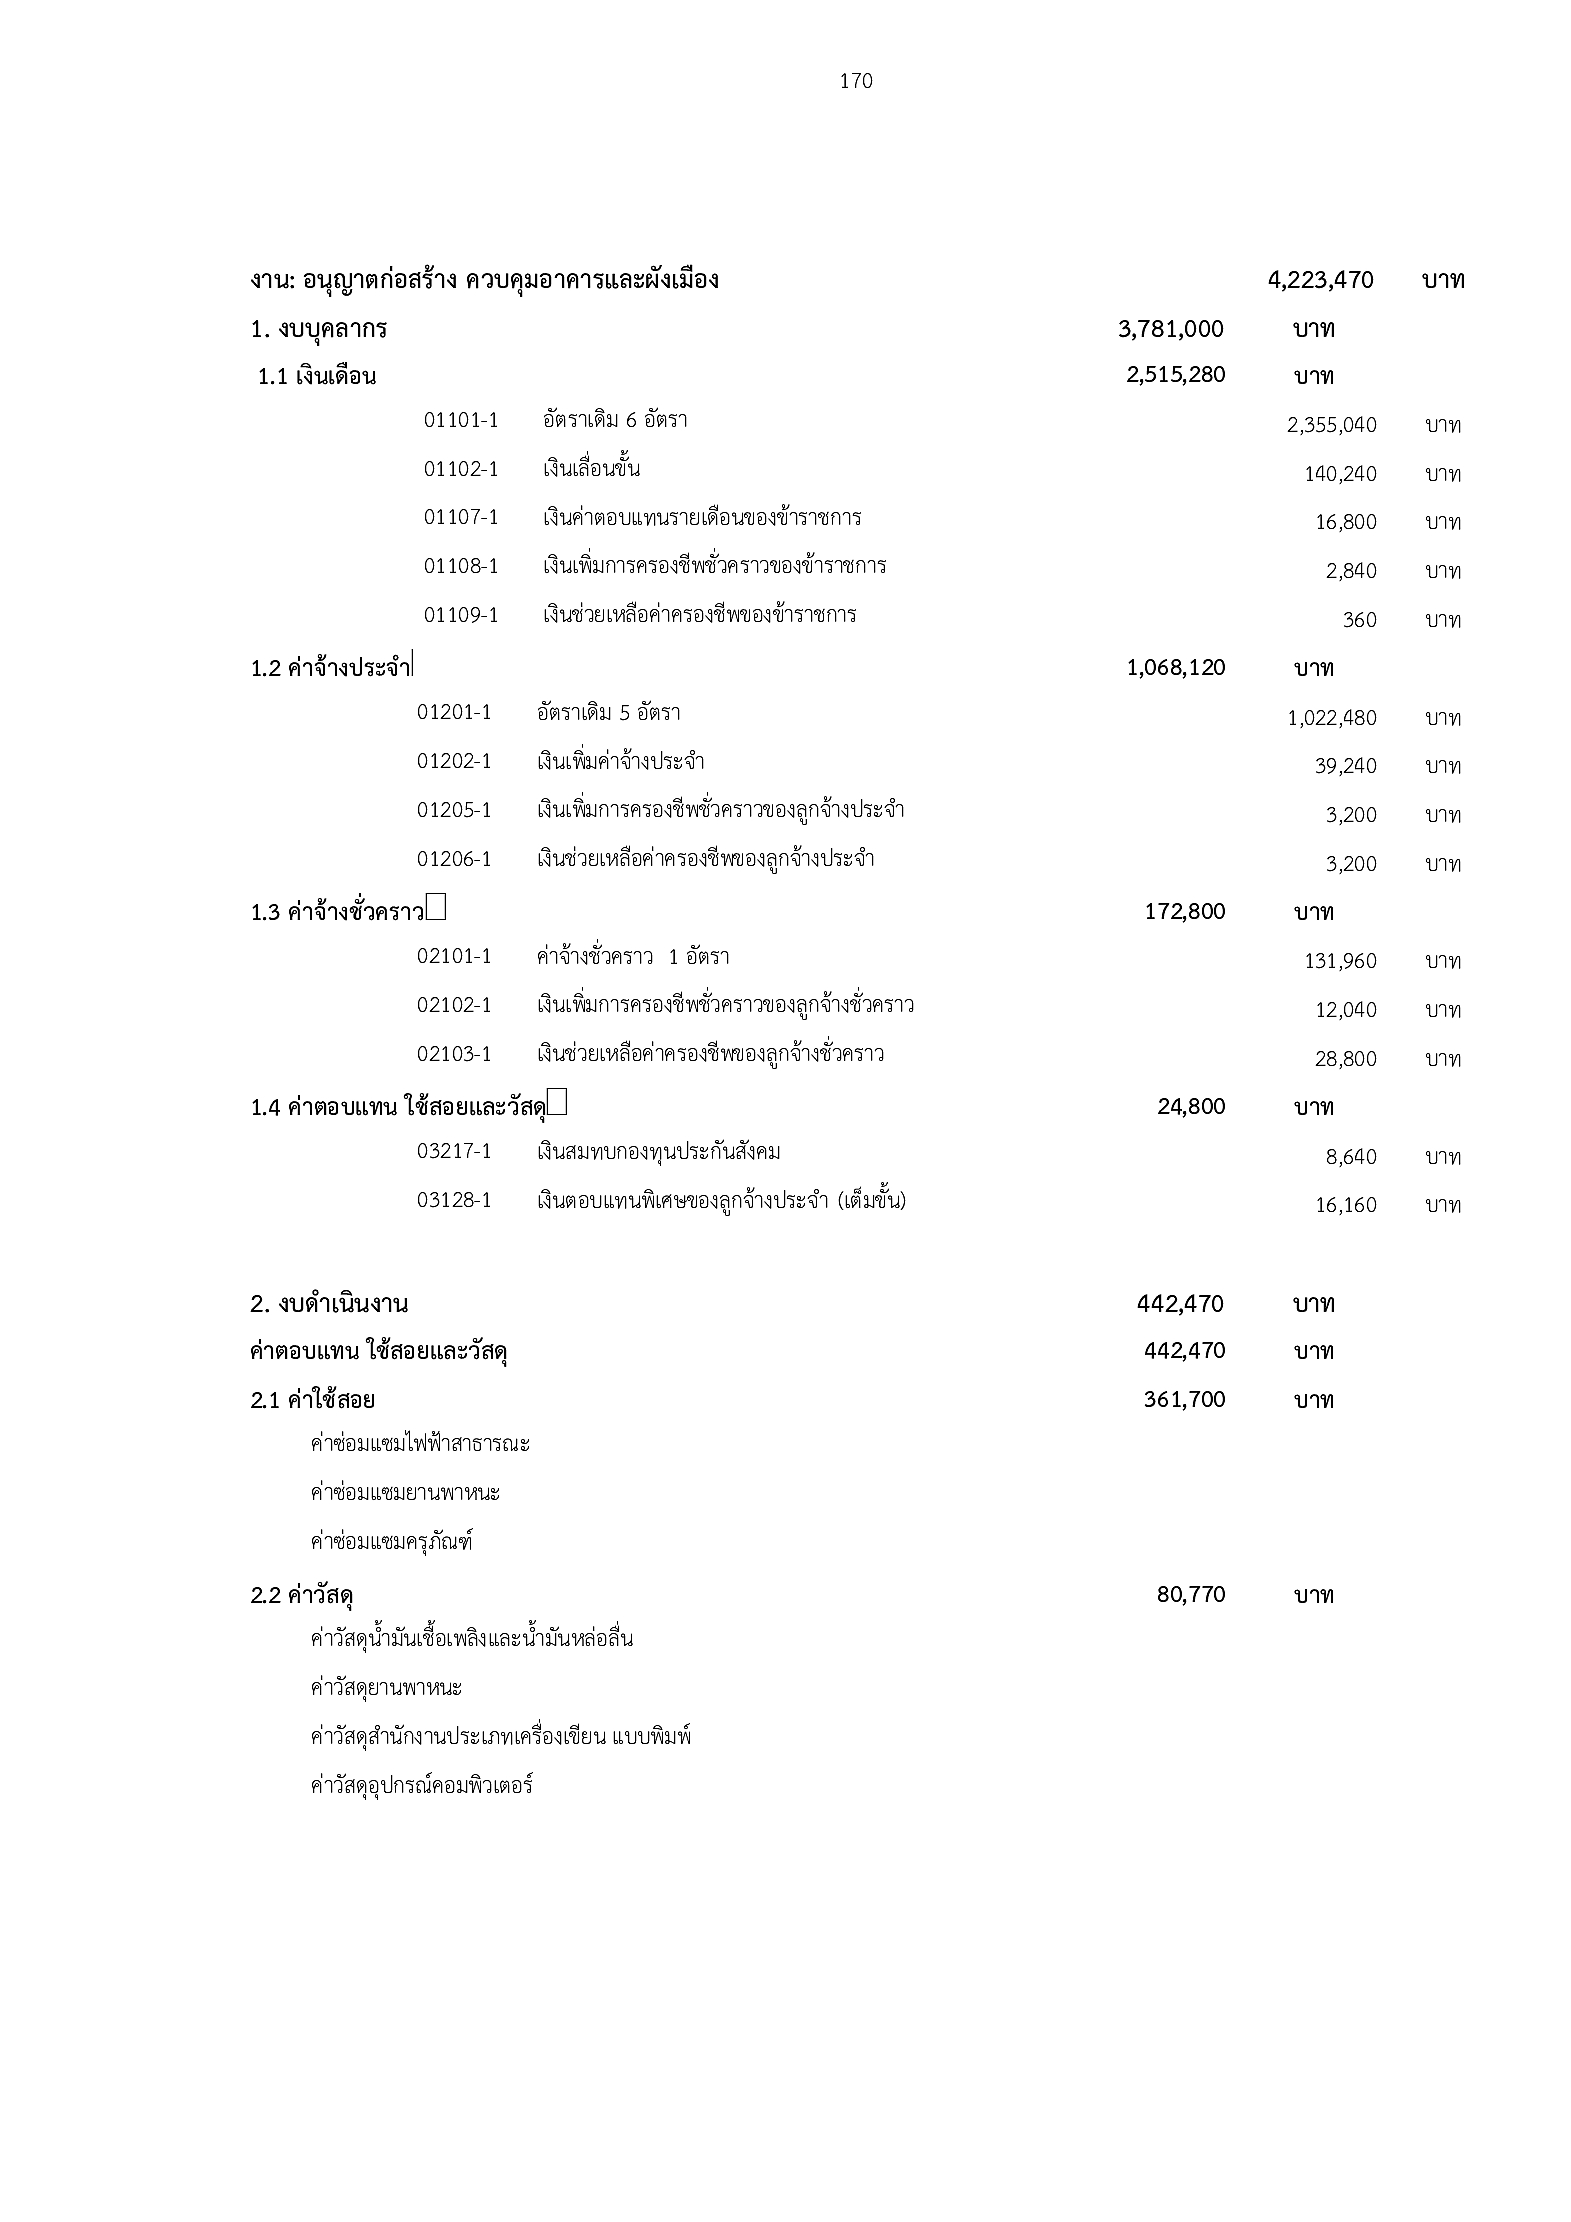 170
งาน: อนุญาตก่อสร้าง ควบคุมอาคารและผังเมือง 4,223,470 บาท
1. งบบุคลากร 3,781,000 บาท
1.1 เงินเดือน 2,515,280 บาท
01101-1 อัตราเดิม 6 อัตรา 2,355,040 บาท
01102-1 เงินเลื่อนขั้น 140,240 บาท
01107-1 เงินค่าตอบแทนรายเดือนของข้าราชการ 16,800 บาท
01108-1 เงินเพิ่มการครองชีพชั่วคราวของข้าราชการ 2,840 บาท
01109-1 เงินช่วยเหลือค่าครองชีพของข้าราชการ 360 บาท
1.2 ค่าจ้างประจำ 1,068,120 บาท
01201-1 อัตราเดิม 5 อัตรา 1,022,480 บาท
01202-1 เงินเพิ่มค่าจ้างประจำ 39,240 บาท
01205-1 เงินเพิ่มการครองชีพชั่วคราวของลูกจ้างประจำ 3,200 บาท
01206-1 เงินช่วยเหลือค่าครองชีพของลูกจ้างประจำ 3,200 บาท
1.3 ค่าจ้างชั่วคราว 172,800 บาท
02101-1 ค่าจ้างชั่วคราว 1 อัตรา 131,960 บาท
02102-1 เงินเพิ่มการครองชีพชั่วคราวของลูกจ้างชั่วคราว 12,040 บาท
02103-1 เงินช่วยเหลือค่าครองชีพของลูกจ้างชั่วคราว 28,800 บาท
1.4 ค่าตอบแทน ใช้สอยและวัสดุ 24,800 บาท
03217-1 เงินสมทบกองทุนประกันสังคม 8,640 บาท
03128-1 เงินตอบแทนพิเศษของลูกจ้างประจำ (เต็มขั้น) 16,160 บาท
2. งบดำเนินงาน 442,470 บาท
ค่าตอบแทน ใช้สอยและวัสดุ 442,470 บาท
2.1 ค่าใช้สอย 361,700 บาท
ค่าซ่อมแซมไฟฟ้าสาธารณะ
ค่าซ่อมแซมยานพาหนะ
ค่าซ่อมแซมครุภัณฑ์
2.2 ค่าวัสดุ 80,770 บาท
ค่าวัสดุน้ำมันเชื้อเพลิงและน้ำมันหล่อลื่น
ค่าวัสดุยานพาหนะ
ค่าวัสดุสำนักงานประเภทเครื่องเขียน แบบพิมพ์
ค่าวัสดุอุปกรณ์คอมพิวเตอร์